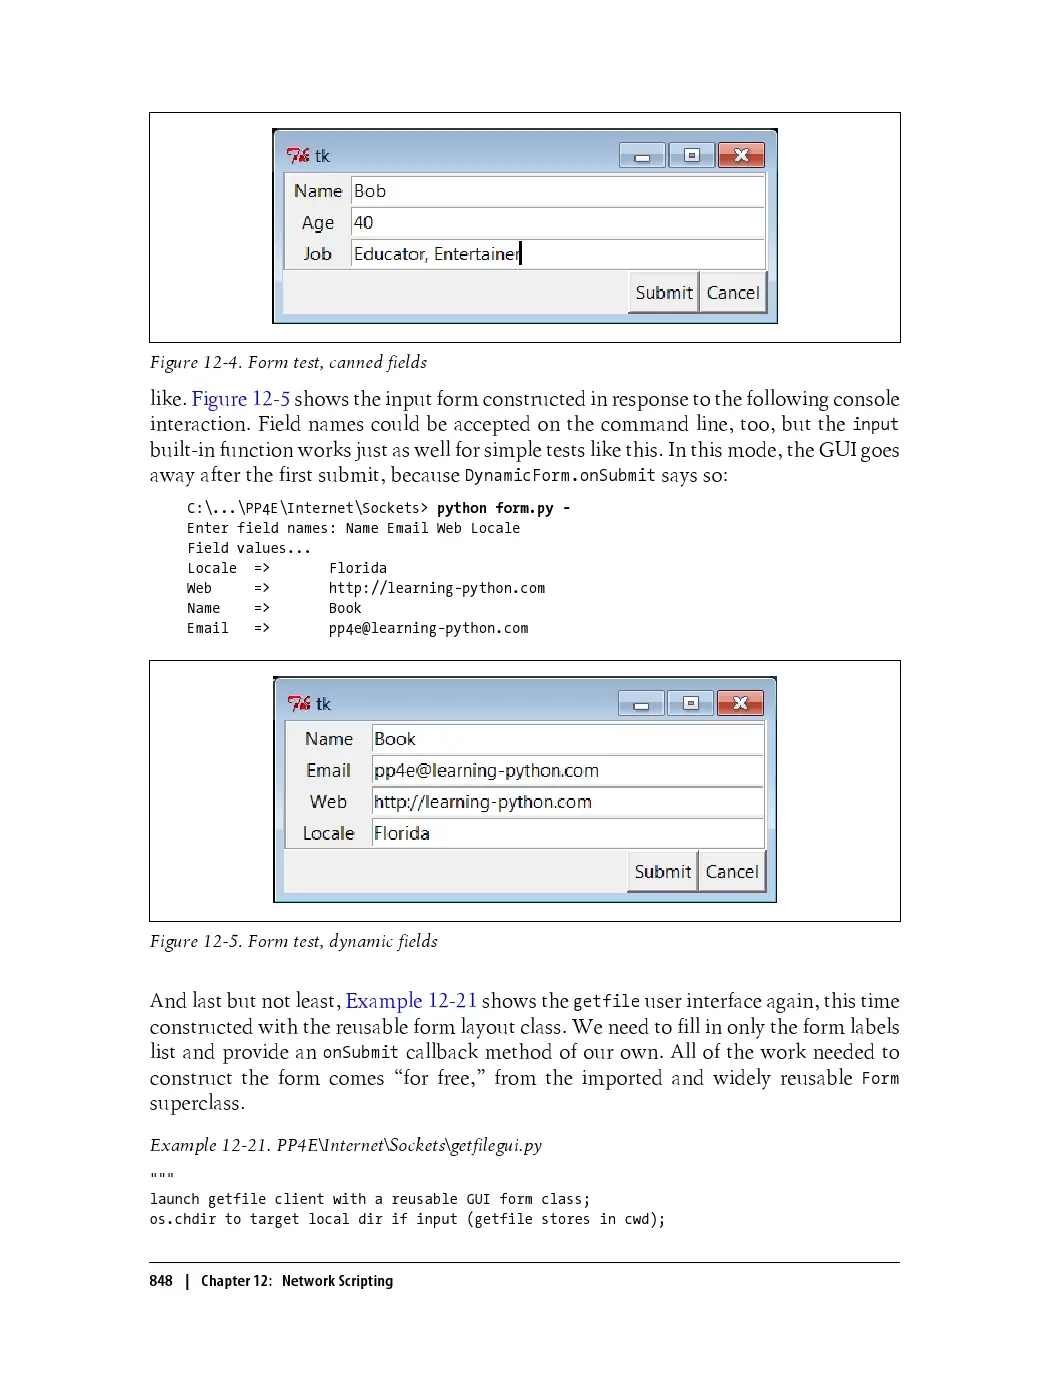 tk
Name Bob
Age 40
Job Educator, Entertainer
Submit Cancel
Figure 12-4. Form test, canned fields
like. Figure 12-5 shows the input form constructed in response to the following console
interaction. Field names could be accepted on the command line, too, but the input
built-in function works just as well for simple tests like this. In this mode, the GUI goes
away after the first submit, because DynamicForm.onSubmit says so:
C:\...\PP4E\Internet\Sockets> python form.py -
Enter field names: Name Email Web Locale
Field values...
Locale => Florida
Web => http://learning-python.com
Name => Book
Email => pp4e@learning-python.com
tk
Name Book
Email pp4e@learning-python.com
Web http://learning-python.com
Locale Florida
Submit Cancel
Figure 12-5. Form test, dynamic fields
And last but not least, Example 12-21 shows the getfile user interface again, this time
constructed with the reusable form layout class. We need to fill in only the form labels
list and provide an onSubmit callback method of our own. All of the work needed to
construct the form comes “for free,” from the imported and widely reusable Form
superclass.
Example 12-21. PP4E\Internet\Sockets\getfilegui.py
"""
launch getfile client with a reusable GUI form class;
os.chdir to target local dir if input (getfile stores in cwd);
848 | Chapter 12: Network Scripting